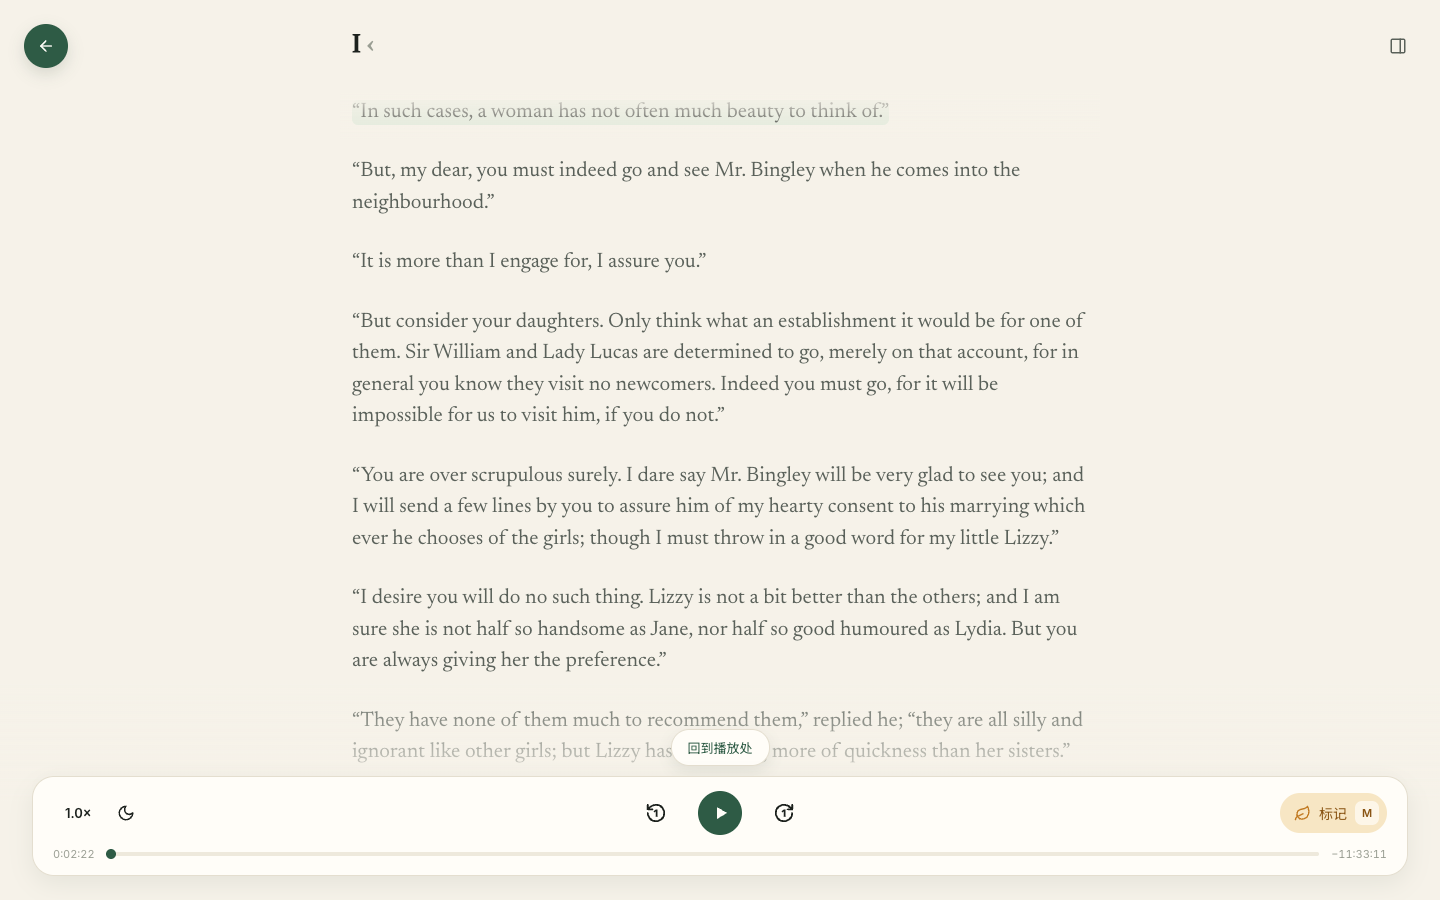 I ‹
“In such cases, a woman has not often much beauty to think of.”
“But, my dear, you must indeed go and see Mr. Bingley when he comes into the
neighbourhood.”
“It is more than I engage for, I assure you.”
“But consider your daughters. Only think what an establishment it would be for one of
them. Sir William and Lady Lucas are determined to go, merely on that account, for in
general you know they visit no newcomers. Indeed you must go, for it will be
impossible for us to visit him, if you do not.”
“You are over scrupulous surely. I dare say Mr. Bingley will be very glad to see you; and
I will send a few lines by you to assure him of my hearty consent to his marrying which
ever he chooses of the girls; though I must throw in a good word for my little Lizzy.”
“I desire you will do no such thing. Lizzy is not a bit better than the others; and I am
sure she is not half so handsome as Jane, nor half so good humoured as Lydia. But you
are always giving her the preference.”
“They have none of them much to recommend them,” replied he; “they are all silly and
ignorant like other girls; but Lizzy has more of quickness than her sisters.”
回到播放处
1.0×
1
1
标记 M
0:02:22
−11:33:11